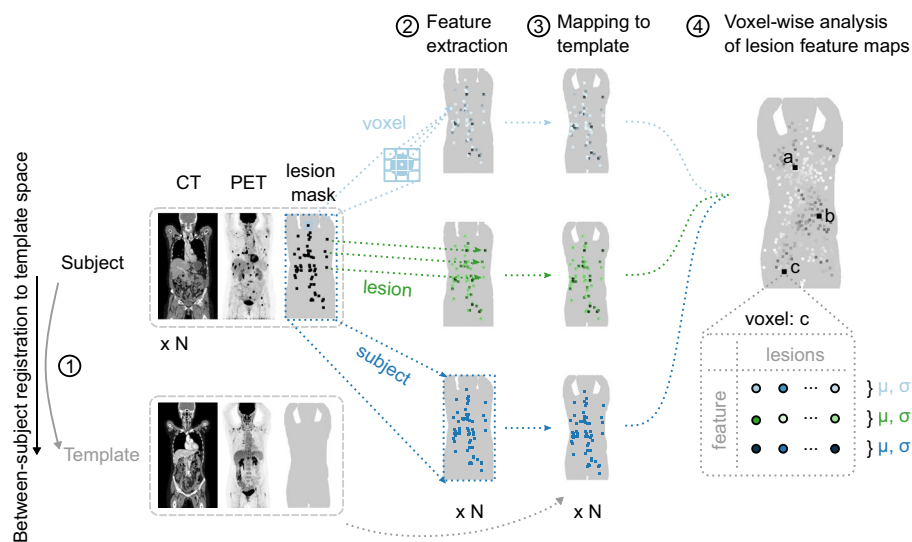 ② Feature extraction
③ Mapping to template
④ Voxel-wise analysis of lesion feature maps
voxel
a
b
c
CT
PET
lesion mask
Between-subject registration to template space
Subject
lesion
x N
①
subject
Template
x N
x N
voxel: c
lesions
feature
... } μ, σ
... } μ, σ
... } μ, σ